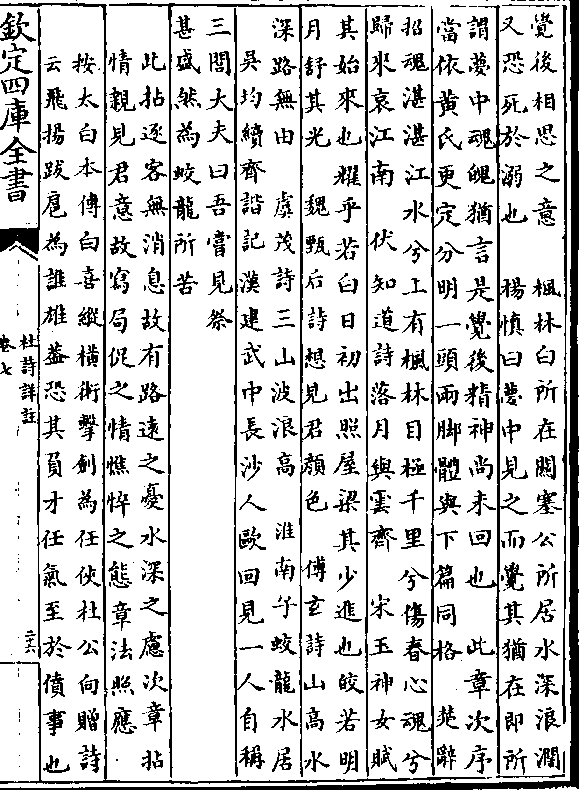 覺後相思之意　楓林白所在關塞公所居水深浪濶
又恐死於溺也　楊慎曰夢中見之而覺其猶在即所
謂夢中魂魄猶言是覺後精神尚未回也　此章次序
當依黄氏更定分明一頭兩脚體與下篇同格　楚辭
招魂湛湛江水兮上有楓林目極千里兮傷春心魂兮
歸來哀江南　伏知道詩落月與雲齊　宋玉神女賦
其始來也耀乎若白日初出照屋梁其少進也皎若明
月舒其光　魏甄后詩想見君顔色　傅玄詩山高水
深路無由　虞茂詩三山波浪高　淮南子蛟龍水居
吳均續齊諧記漢建武中長沙人歐回見一人自稱
三閭大夫曰吾嘗見祭
甚盛然為蛟龍所苦
此拈逐客無消息故有路遠之憂水深之慮次章拈
情親見君意故寫局促之情憔悴之態章法照應
按太白本傳白喜縱橫術擊劍為任俠杜公向贈詩
云飛揚跋扈為誰雄蓋恐其負才任氣至於僨事也
欽定四庫全書
杜詩詳註
卷七
二六